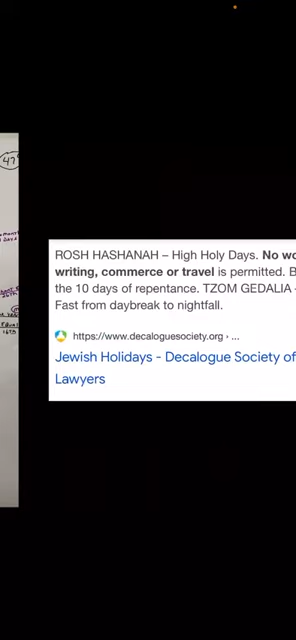 47
ROSH HASHANAH – High Holy Days. No
writing, commerce or travel is permitted.
the 10 days of repentance. TZOM GEDALIA
Fast from daybreak to nightfall.
https://www.decaloguesociety.org › ...
Jewish Holidays - Decalogue Society of
Lawyers